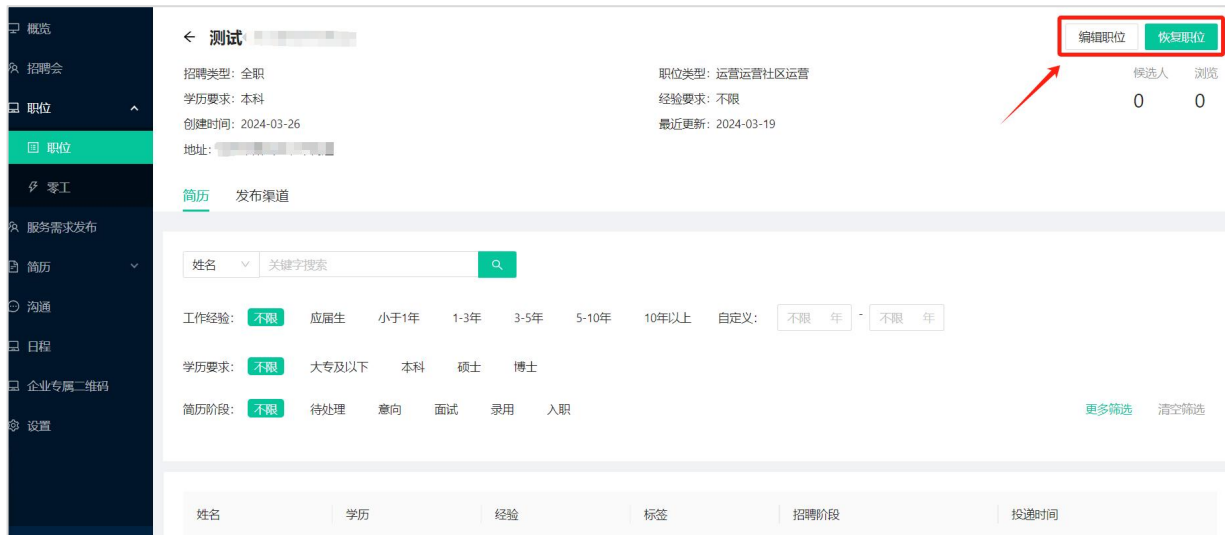 概览
招聘会
职位
职位
零工
服务需求发布
简历
沟通
日程
企业专属二维码
设置
测试
编辑职位 恢复职位
招聘类型：全职 职位类型：运营运营社区运营 候选人 浏览
学历要求：本科 经验要求：不限 0 0
创建时间：2024-03-26 最近更新：2024-03-19
地址：
简历 发布渠道
姓名 关键字搜索
工作经验： 不限 应届生 小于1年 1-3年 3-5年 5-10年 10年以上 自定义： 不限 年 - 不限 年
学历要求： 不限 大专及以下 本科 硕士 博士
简历阶段： 不限 待处理 意向 面试 录用 入职 更多筛选 清空筛选
姓名 学历 经验 标签 招聘阶段 投递时间